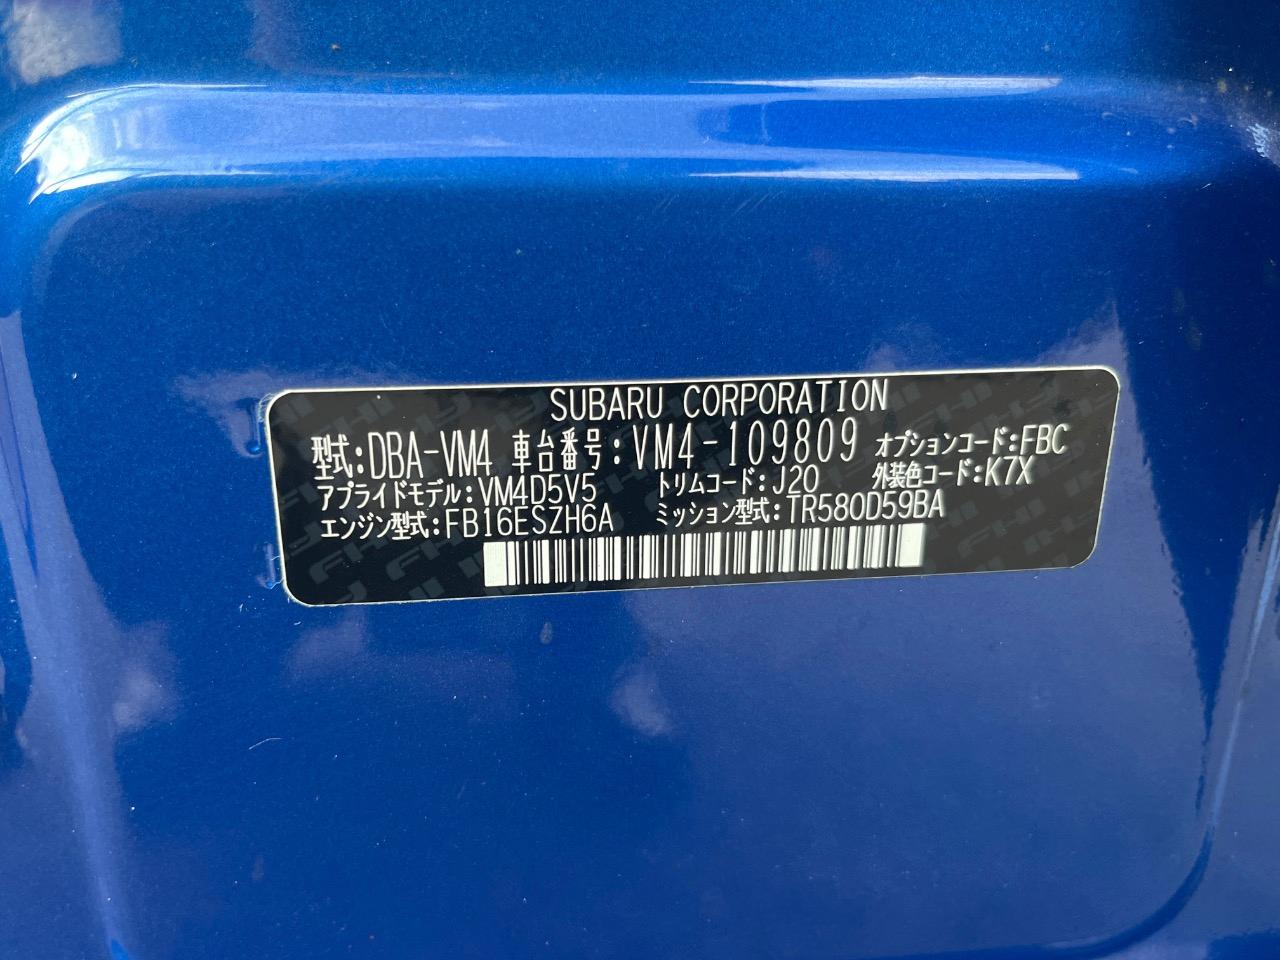 SUBARU CORPORATION
型式:DBA-VM4 車台番号:VM4-109809 オプションコード:FBC
アプライドモデル:VM4D5V5 トリムコード:J20 外装色コード:K7X
エンジン型式:FB16ESZH6A ミッション型式:TR580D59BA